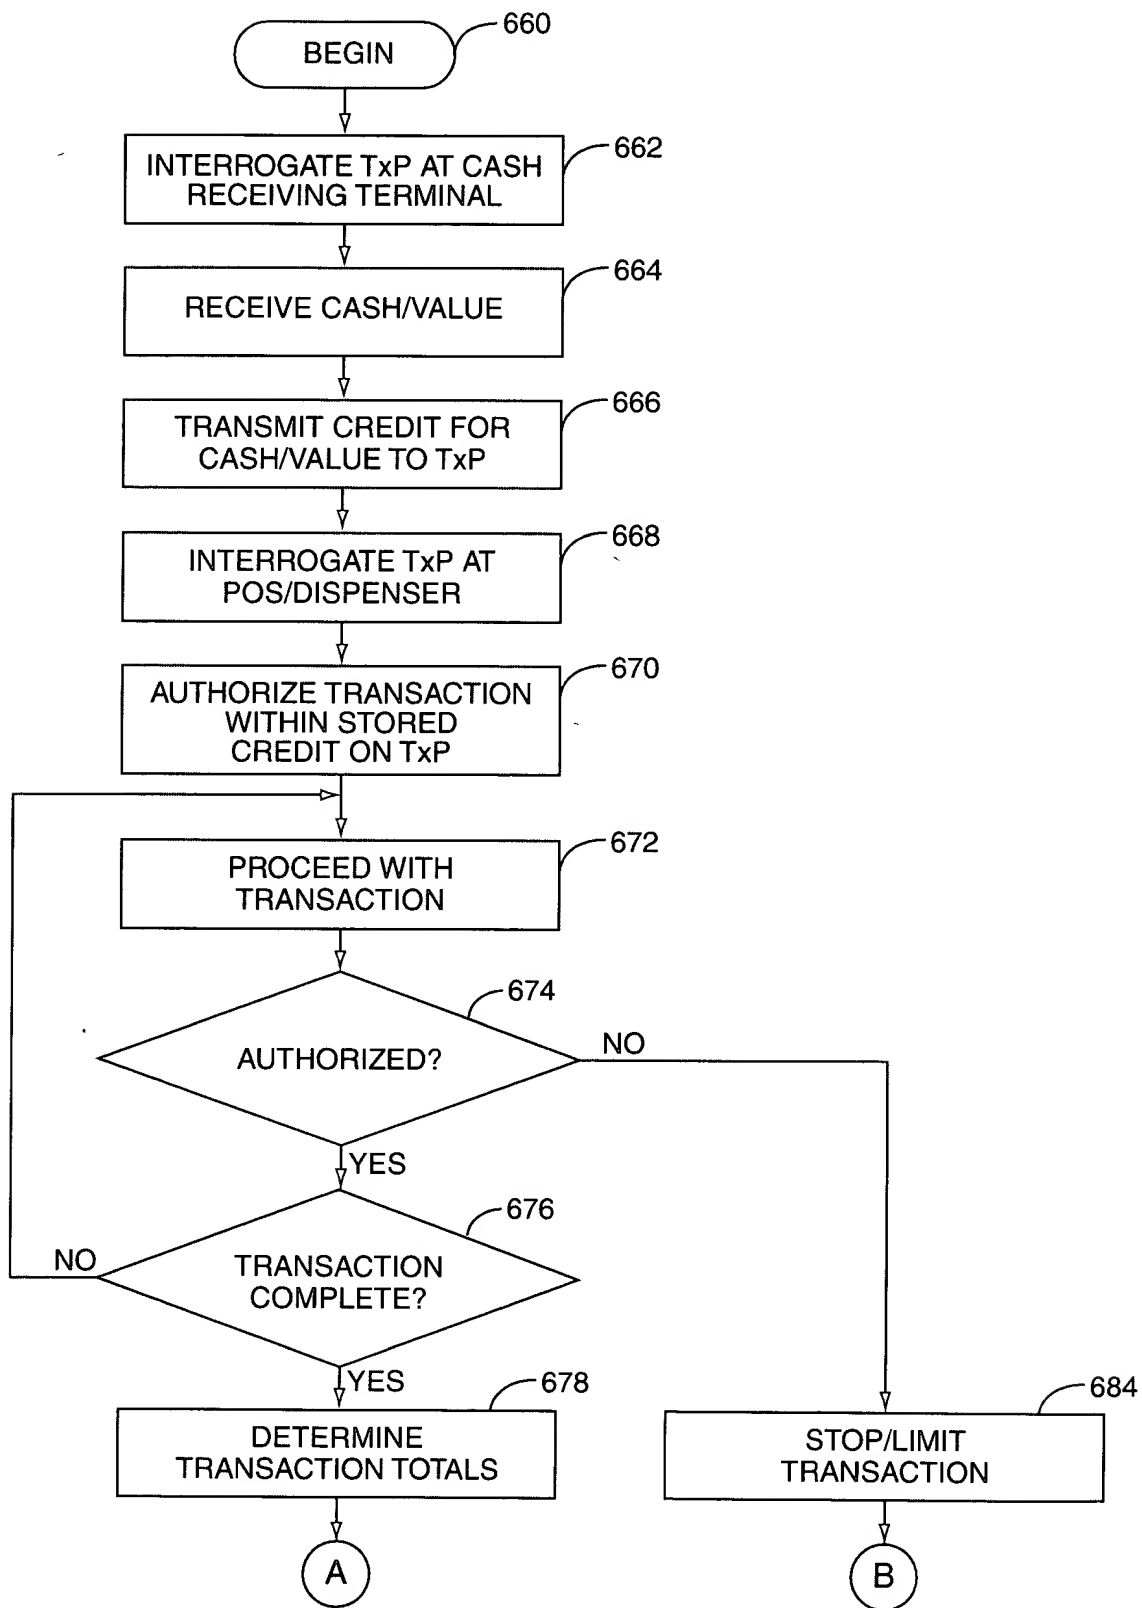 660
BEGIN
662
INTERROGATE TxP AT CASH
RECEIVING TERMINAL
664
RECEIVE CASH/VALUE
666
TRANSMIT CREDIT FOR
CASH/VALUE TO TxP
668
INTERROGATE TxP AT
POS/DISPENSER
670
AUTHORIZE TRANSACTION
WITHIN STORED
CREDIT ON TxP
672
PROCEED WITH
TRANSACTION
674
AUTHORIZED?
NO
YES
676
TRANSACTION
COMPLETE?
NO
YES
678
DETERMINE
TRANSACTION TOTALS
684
STOP/LIMIT
TRANSACTION
A
B